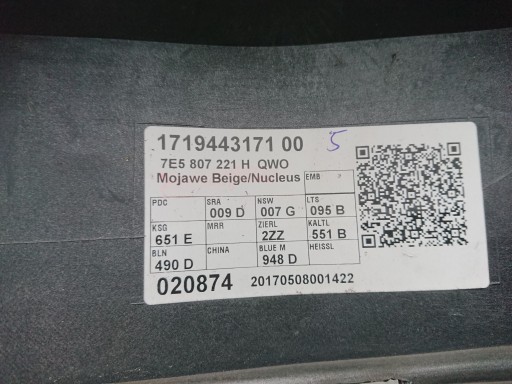 1719443171 00 5
7E5 807 221 H QWO
Mojawe Beige/Nucleus EMB
PDC SRA 009 D NSW 007 G LTS 095 B
KSG 651 E MRR ZIERL 2ZZ KALTL 551 B
BLN 490 D CHINA BLUE M 948 D HEISSL
020874 20170508001422